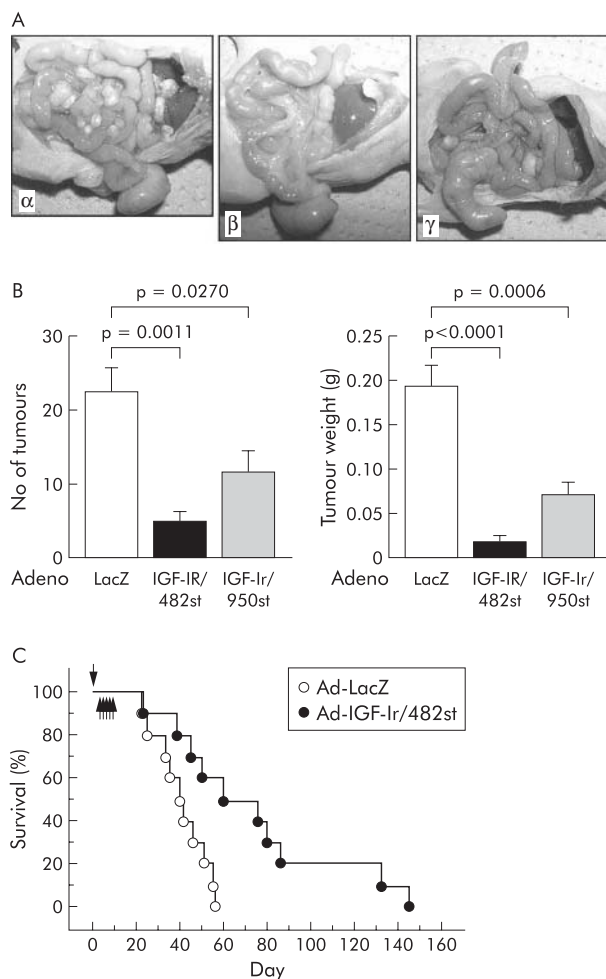 A
α
β
γ
B
p = 0.0270
p = 0.0011
30
20
10
0
No of tumours
Adeno
LacZ
IGF-IR/
482st
IGF-Ir/
950st
p = 0.0006
p<0.0001
0.25
0.20
0.15
0.10
0.05
0
Tumour weight (g)
Adeno
LacZ
IGF-IR/
482st
IGF-Ir/
950st
C
Ad-LacZ
Ad-IGF-Ir/482st
100
80
60
40
20
0
Survival (%)
0 20 40 60 80 100 120 140 160
Day